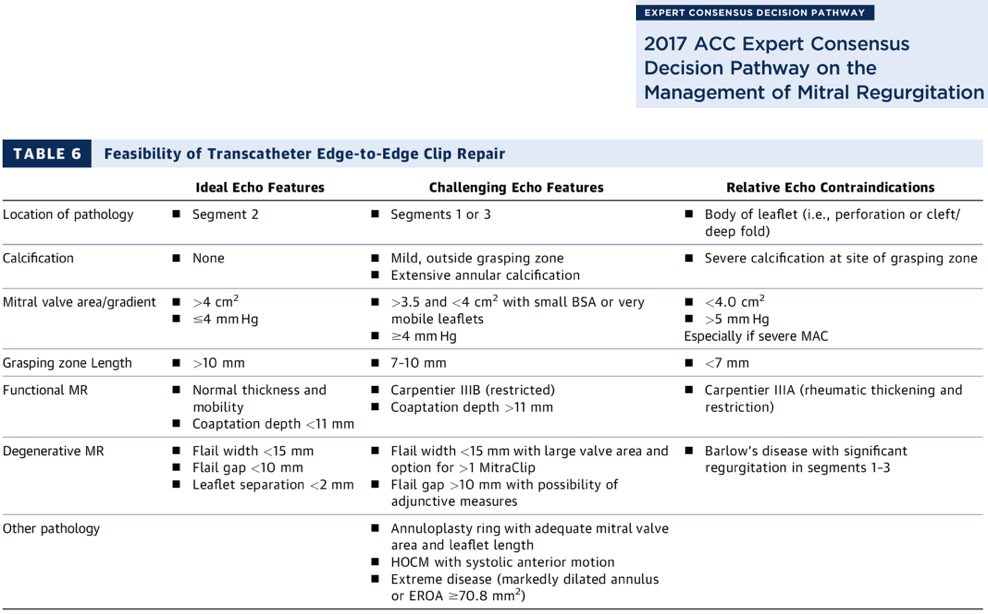 EXPERT CONSENSUS DECISION PATHWAY
2017 ACC Expert Consensus
Decision Pathway on the
Management of Mitral Regurgitation
TABLE 6 Feasibility of Transcatheter Edge-to-Edge Clip Repair
Ideal Echo Features Challenging Echo Features Relative Echo Contraindications
Location of pathology ■ Segment 2 ■ Segments 1 or 3 ■ Body of leaflet (i.e., perforation or cleft/
deep fold)
Calcification ■ None ■ Mild, outside grasping zone ■ Severe calcification at site of grasping zone
■ Extensive annular calcification
Mitral valve area/gradient ■ >4 cm² ■ >3.5 and <4 cm² with small BSA or very ■ <4.0 cm²
■ ≤4 mm Hg mobile leaflets ■ >5 mm Hg
■ ≥4 mm Hg Especially if severe MAC
Grasping zone Length ■ >10 mm ■ 7–10 mm ■ <7 mm
Functional MR ■ Normal thickness and ■ Carpentier IIIB (restricted) ■ Carpentier IIIA (rheumatic thickening and
mobility ■ Coaptation depth >11 mm restriction)
■ Coaptation depth <11 mm
Degenerative MR ■ Flail width <15 mm ■ Flail width <15 mm with large valve area and ■ Barlow's disease with significant
■ Flail gap <10 mm option for >1 MitraClip regurgitation in segments 1–3
■ Leaflet separation <2 mm ■ Flail gap >10 mm with possibility of
adjunctive measures
Other pathology ■ Annuloplasty ring with adequate mitral valve
area and leaflet length
■ HOCM with systolic anterior motion
■ Extreme disease (markedly dilated annulus
or EROA ≥70.8 mm²)